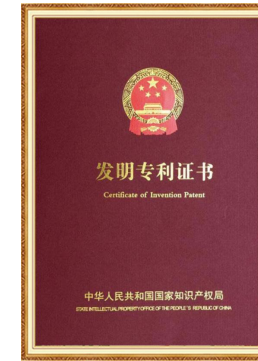 发明专利证书
Certificate of Invention Patent
中华人民共和国国家知识产权局
STATE INTELLECTUAL PROPERTY OFFICE OF THE PEOPLE'S REPUBLIC OF CHINA